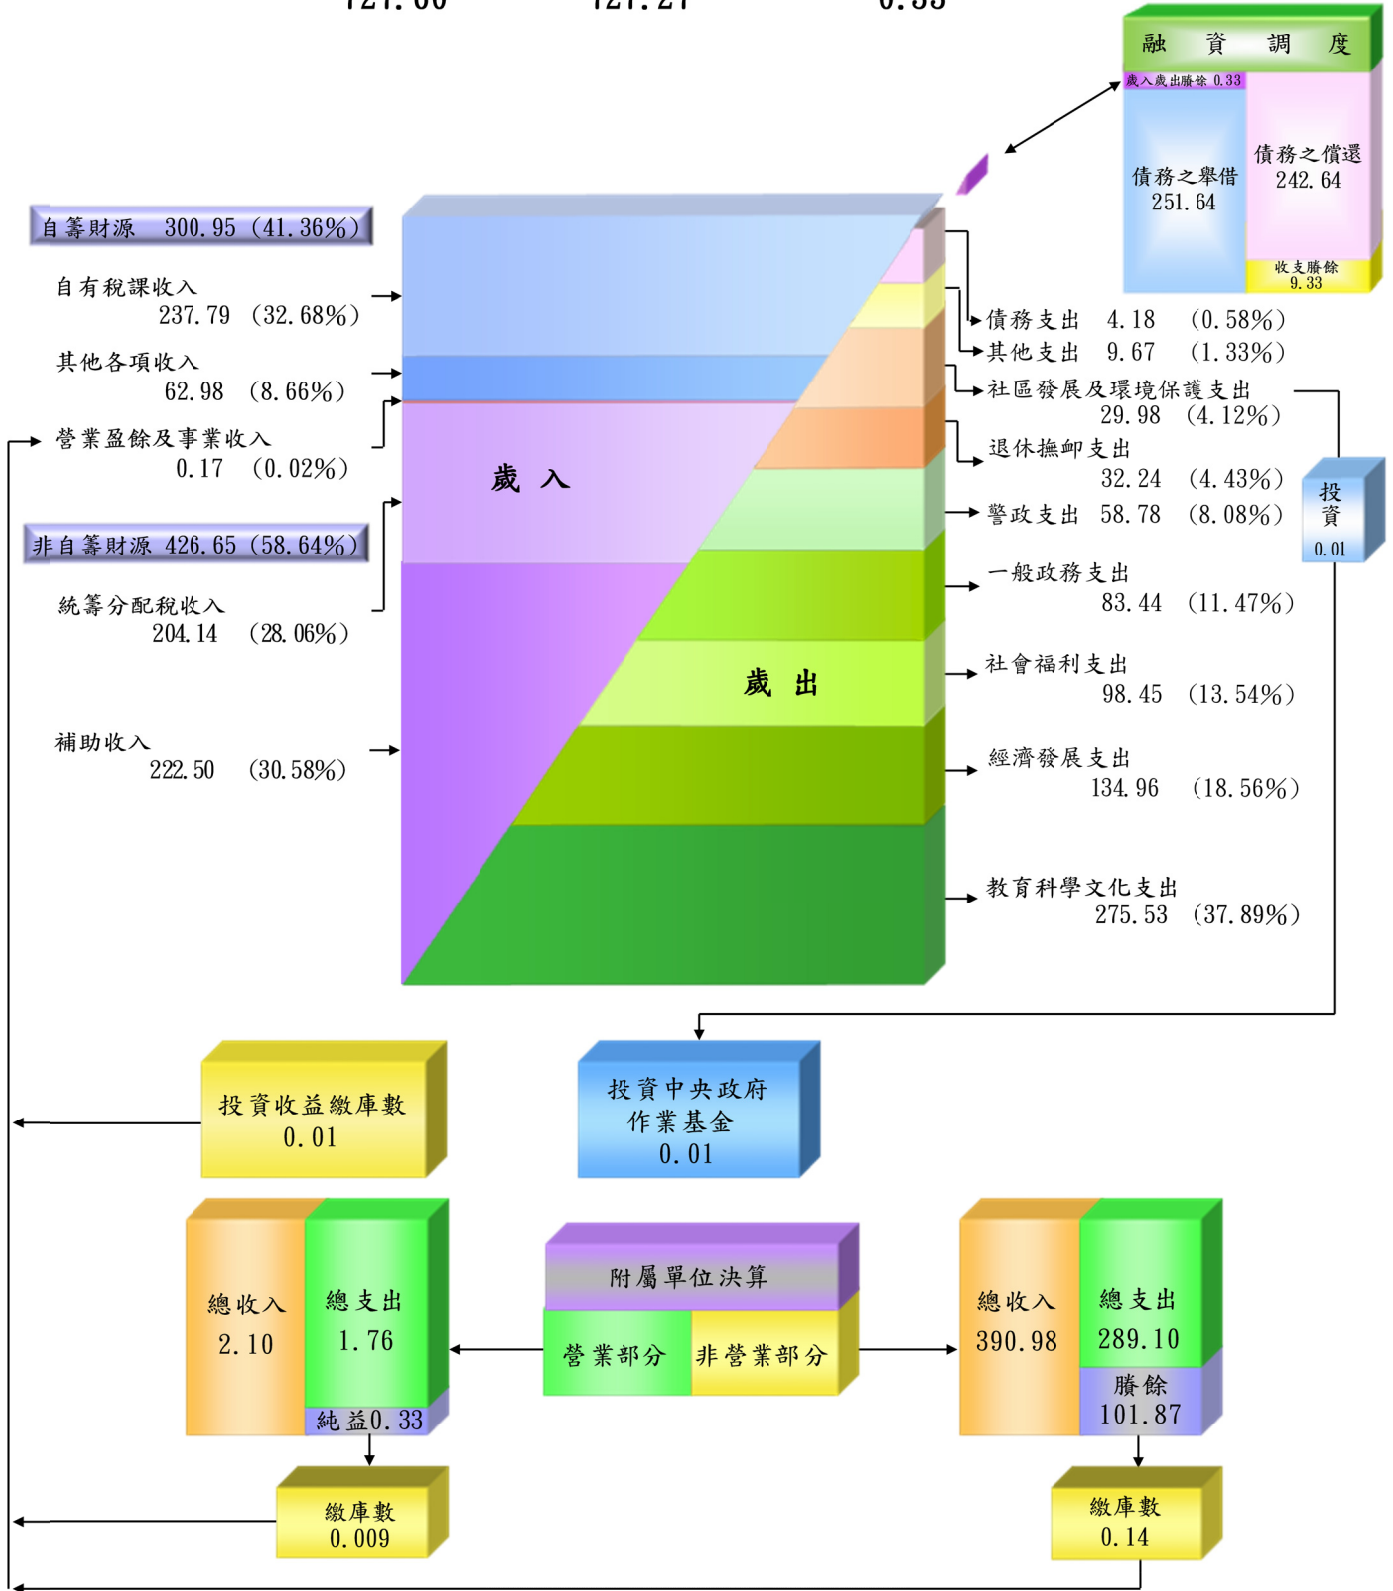 727.60 727.27 0.33
融資調度
歲入歲出賸餘 0.33
債務之舉借
251.64
債務之償還
242.64
收支賸餘
9.33
自籌財源 300.95 (41.36%)
自有稅課收入
237.79 (32.68%)
其他各項收入
62.98 (8.66%)
營業盈餘及事業收入
0.17 (0.02%)
非自籌財源 426.65 (58.64%)
統籌分配稅收入
204.14 (28.06%)
補助收入
222.50 (30.58%)
歲入
歲出
債務支出 4.18 (0.58%)
其他支出 9.67 (1.33%)
社區發展及環境保護支出
29.98 (4.12%)
退休撫卹支出
32.24 (4.43%)
警政支出 58.78 (8.08%)
一般政務支出
83.44 (11.47%)
社會福利支出
98.45 (13.54%)
經濟發展支出
134.96 (18.56%)
教育科學文化支出
275.53 (37.89%)
投資
0.01
投資收益繳庫數
0.01
投資中央政府
作業基金
0.01
總收入
2.10
總支出
1.76
純益0.33
附屬單位決算
營業部分
非營業部分
總收入
390.98
總支出
289.10
賸餘
101.87
繳庫數
0.009
繳庫數
0.14